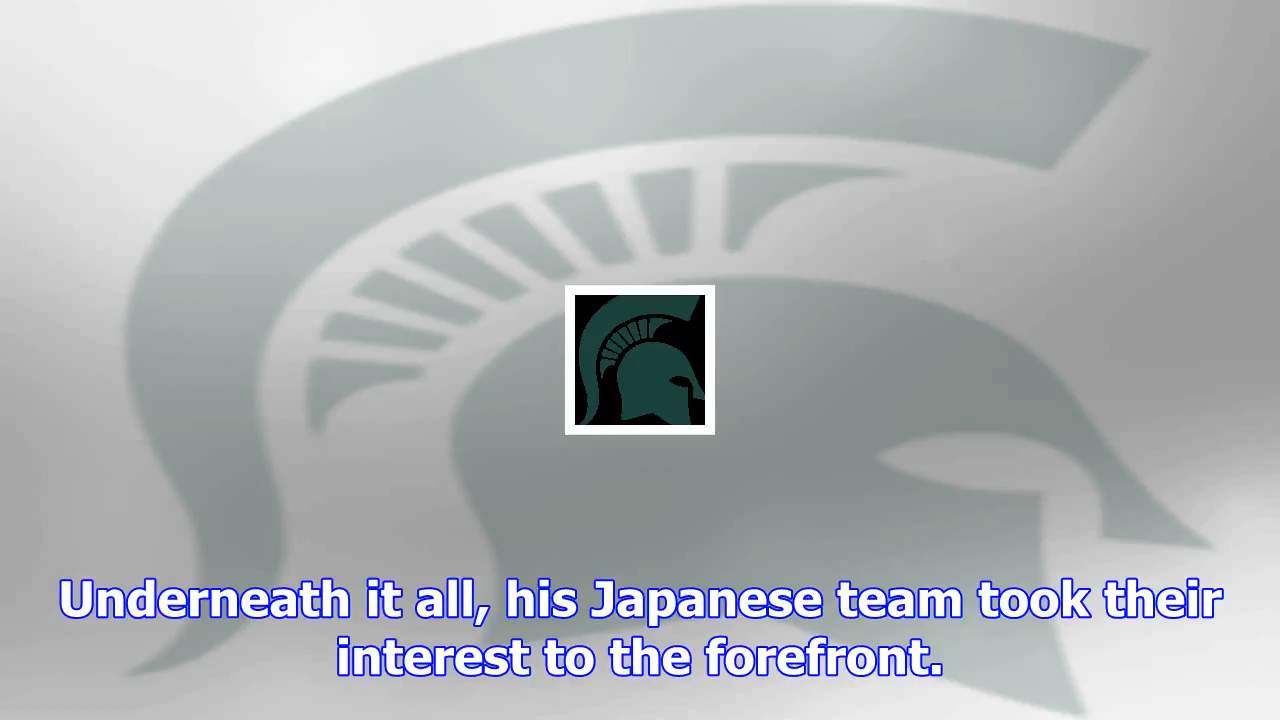 Underneath it all, his Japanese team took their
interest to the forefront.